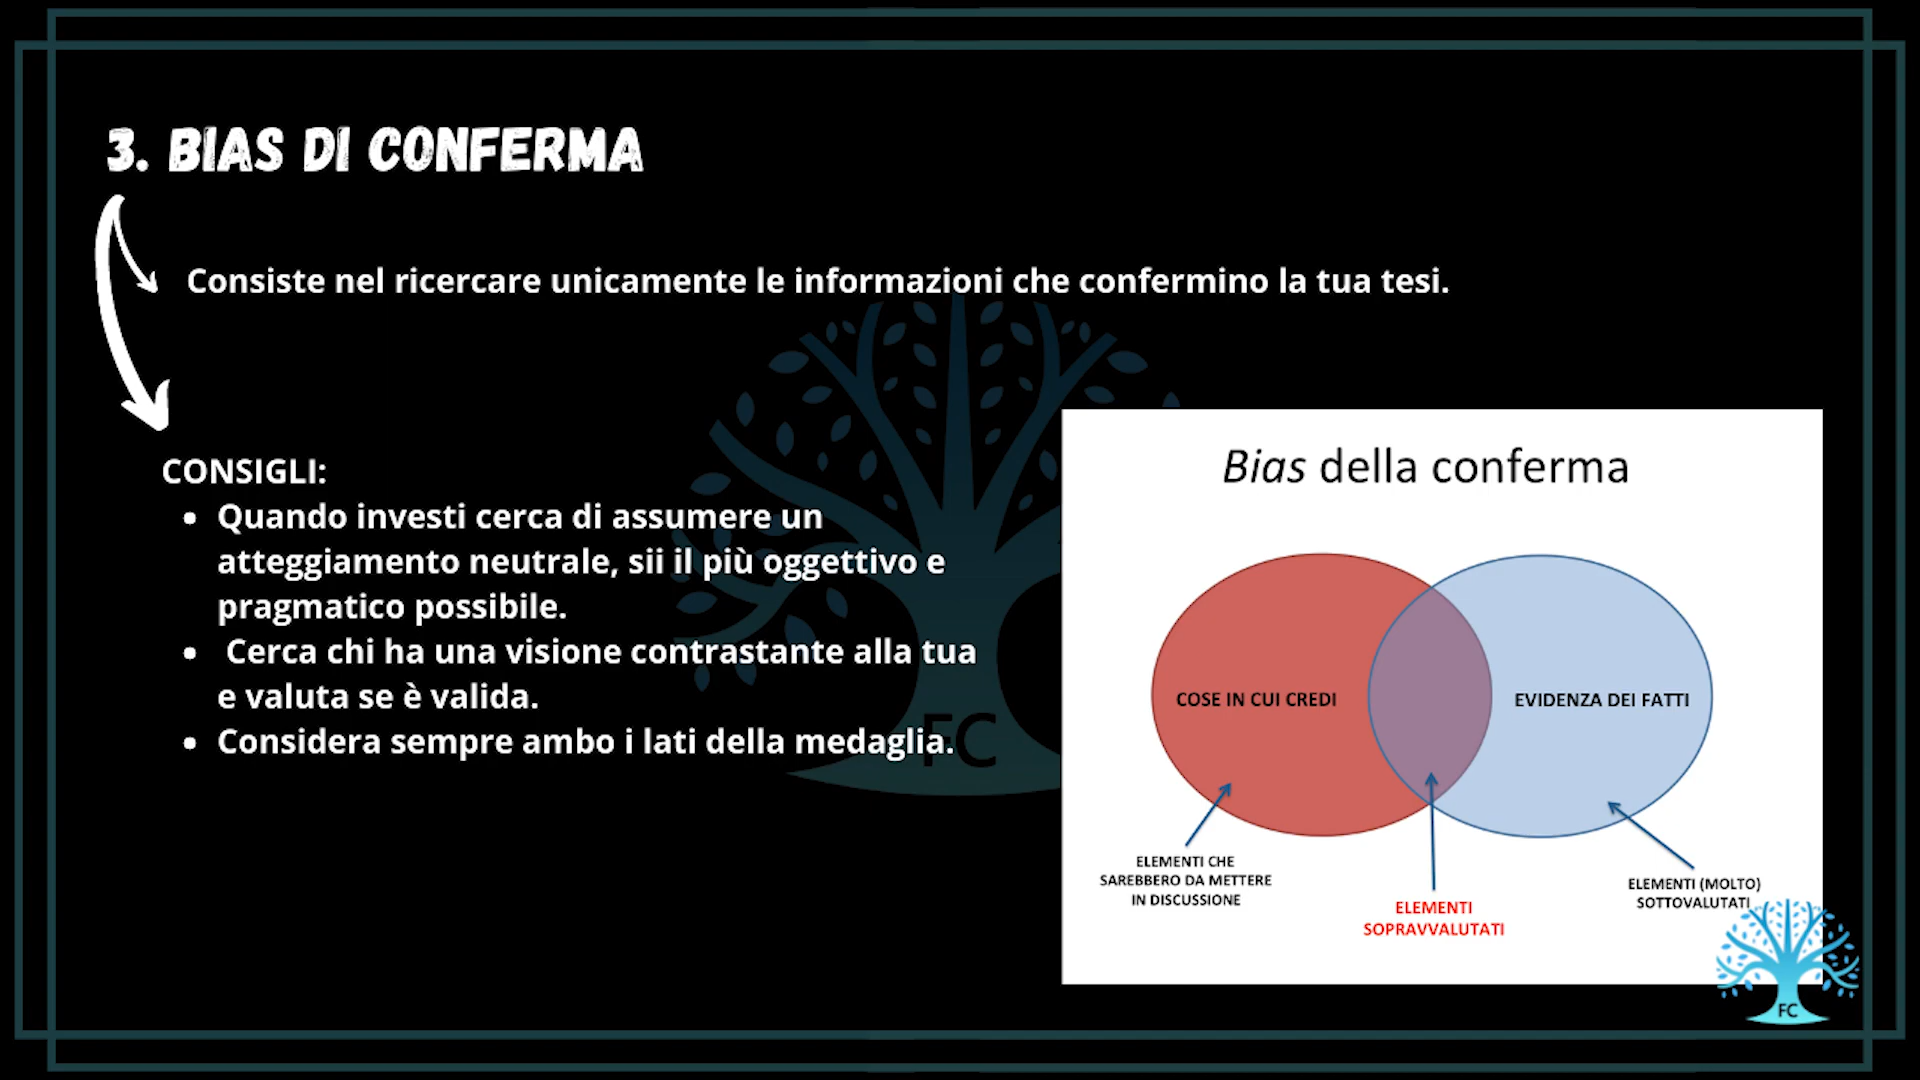 3. BIAS DI CONFERMA
Consiste nel ricercare unicamente le informazioni che confermino la tua tesi.
CONSIGLI:
• Quando investi cerca di assumere un
atteggiamento neutrale, sii il più oggettivo e
pragmatico possibile.
• Cerca chi ha una visione contrastante alla tua
e valuta se è valida.
• Considera sempre ambo i lati della medaglia.
FC
Bias della conferma
COSE IN CUI CREDI
EVIDENZA DEI FATTI
ELEMENTI CHE
SAREBBERO DA METTERE
IN DISCUSSIONE
ELEMENTI
SOPRAVVALUTATI
ELEMENTI (MOLTO)
SOTTOVALUTATI
FC